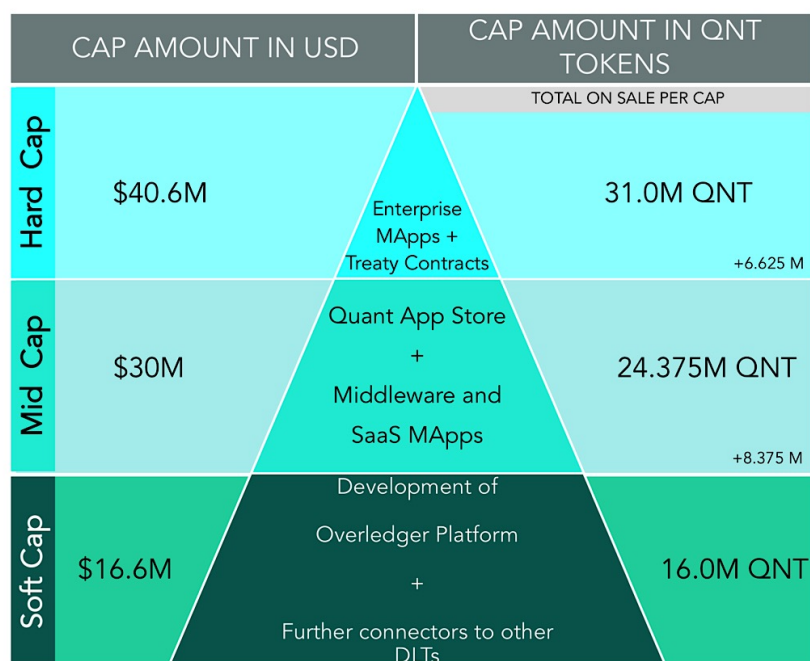 CAP AMOUNT IN USD
CAP AMOUNT IN QNT
TOKENS
TOTAL ON SALE PER CAP
Hard Cap
$40.6M
Enterprise
MApps +
Treaty Contracts
31.0M QNT
+6.625 M
Mid Cap
$30M
Quant App Store
+
Middleware and
SaaS MApps
24.375M QNT
+8.375 M
Soft Cap
$16.6M
Development of
Overledger Platform
+
Further connectors to other
DLTs
16.0M QNT